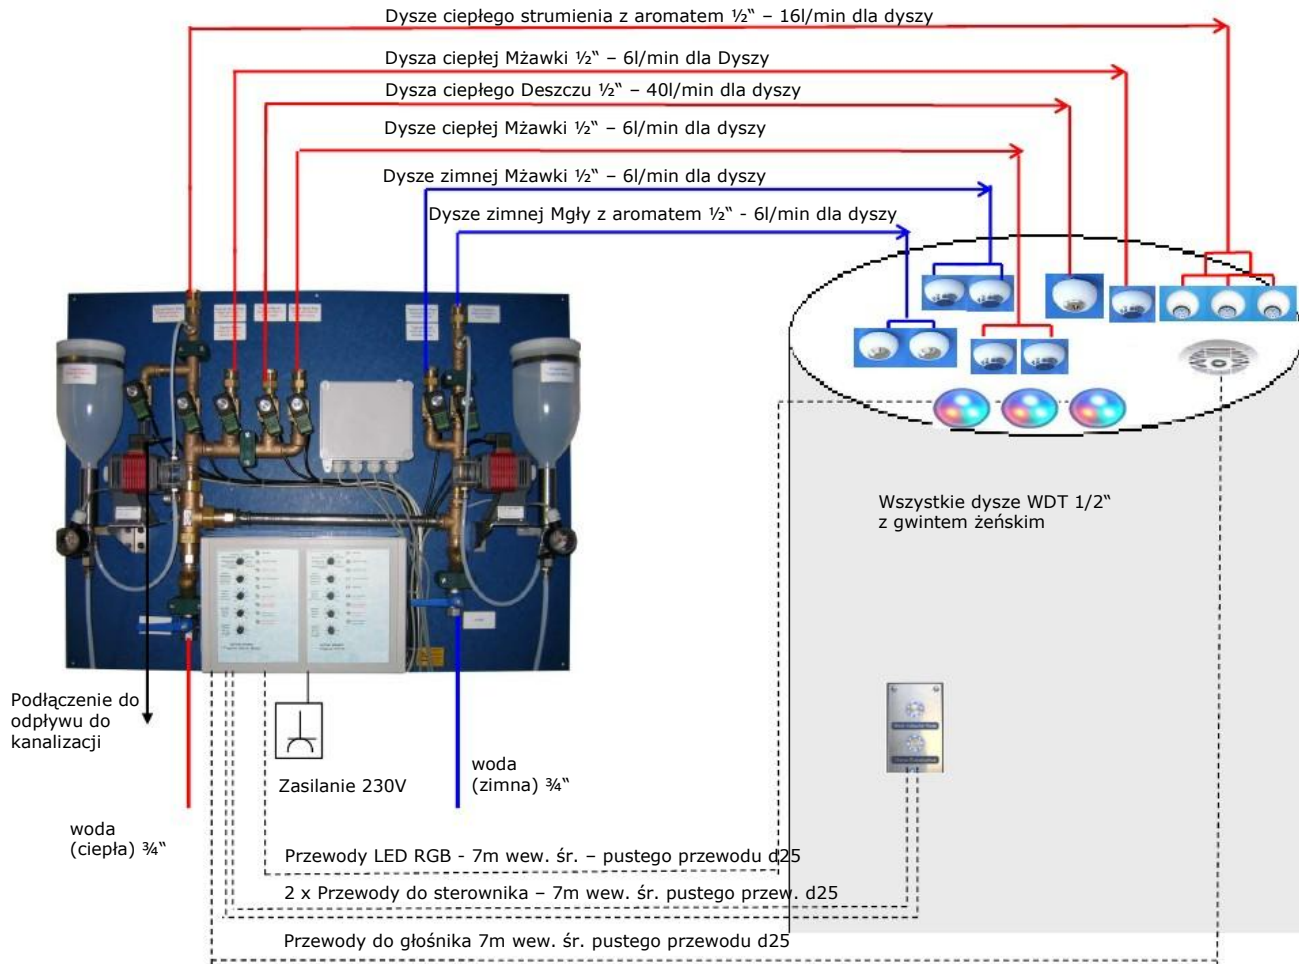 Dysze ciepłego strumienia z aromatem ½“ – 16l/min dla dyszy
Dysza ciepłej Mżawki ½“ – 6l/min dla Dyszy
Dysza ciepłego Deszczu ½“ – 40l/min dla dyszy
Dysze ciepłej Mżawki ½“ – 6l/min dla dyszy
Dysze zimnej Mżawki ½“ – 6l/min dla dyszy
Dysze zimnej Mgły z aromatem ½“ - 6l/min dla dyszy
Wszystkie dysze WDT 1/2“
z gwintem żeńskim
Podłączenie do
odpływu do
kanalizacji
Zasilanie 230V
woda
(zimna) ¾“
woda
(ciepła) ¾“
Przewody LED RGB - 7m wew. śr. – pustego przewodu d25
2 x Przewody do sterownika – 7m wew. śr. pustego przew. d25
Przewody do głośnika 7m wew. śr. pustego przewodu d25